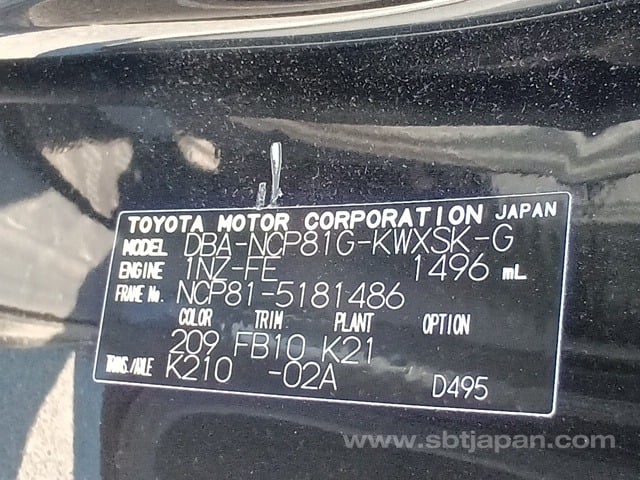 TOYOTA MOTOR CORPORATION JAPAN
MODEL DBA-NCP81G-KWXSK-G
ENGINE 1NZ-FE 1496 mL
FRAME No. NCP81-5181486
COLOR TRIM PLANT OPTION
209 FB10 K21
TRANS./AXLE K210 -02A D495
www.sbtjapan.com